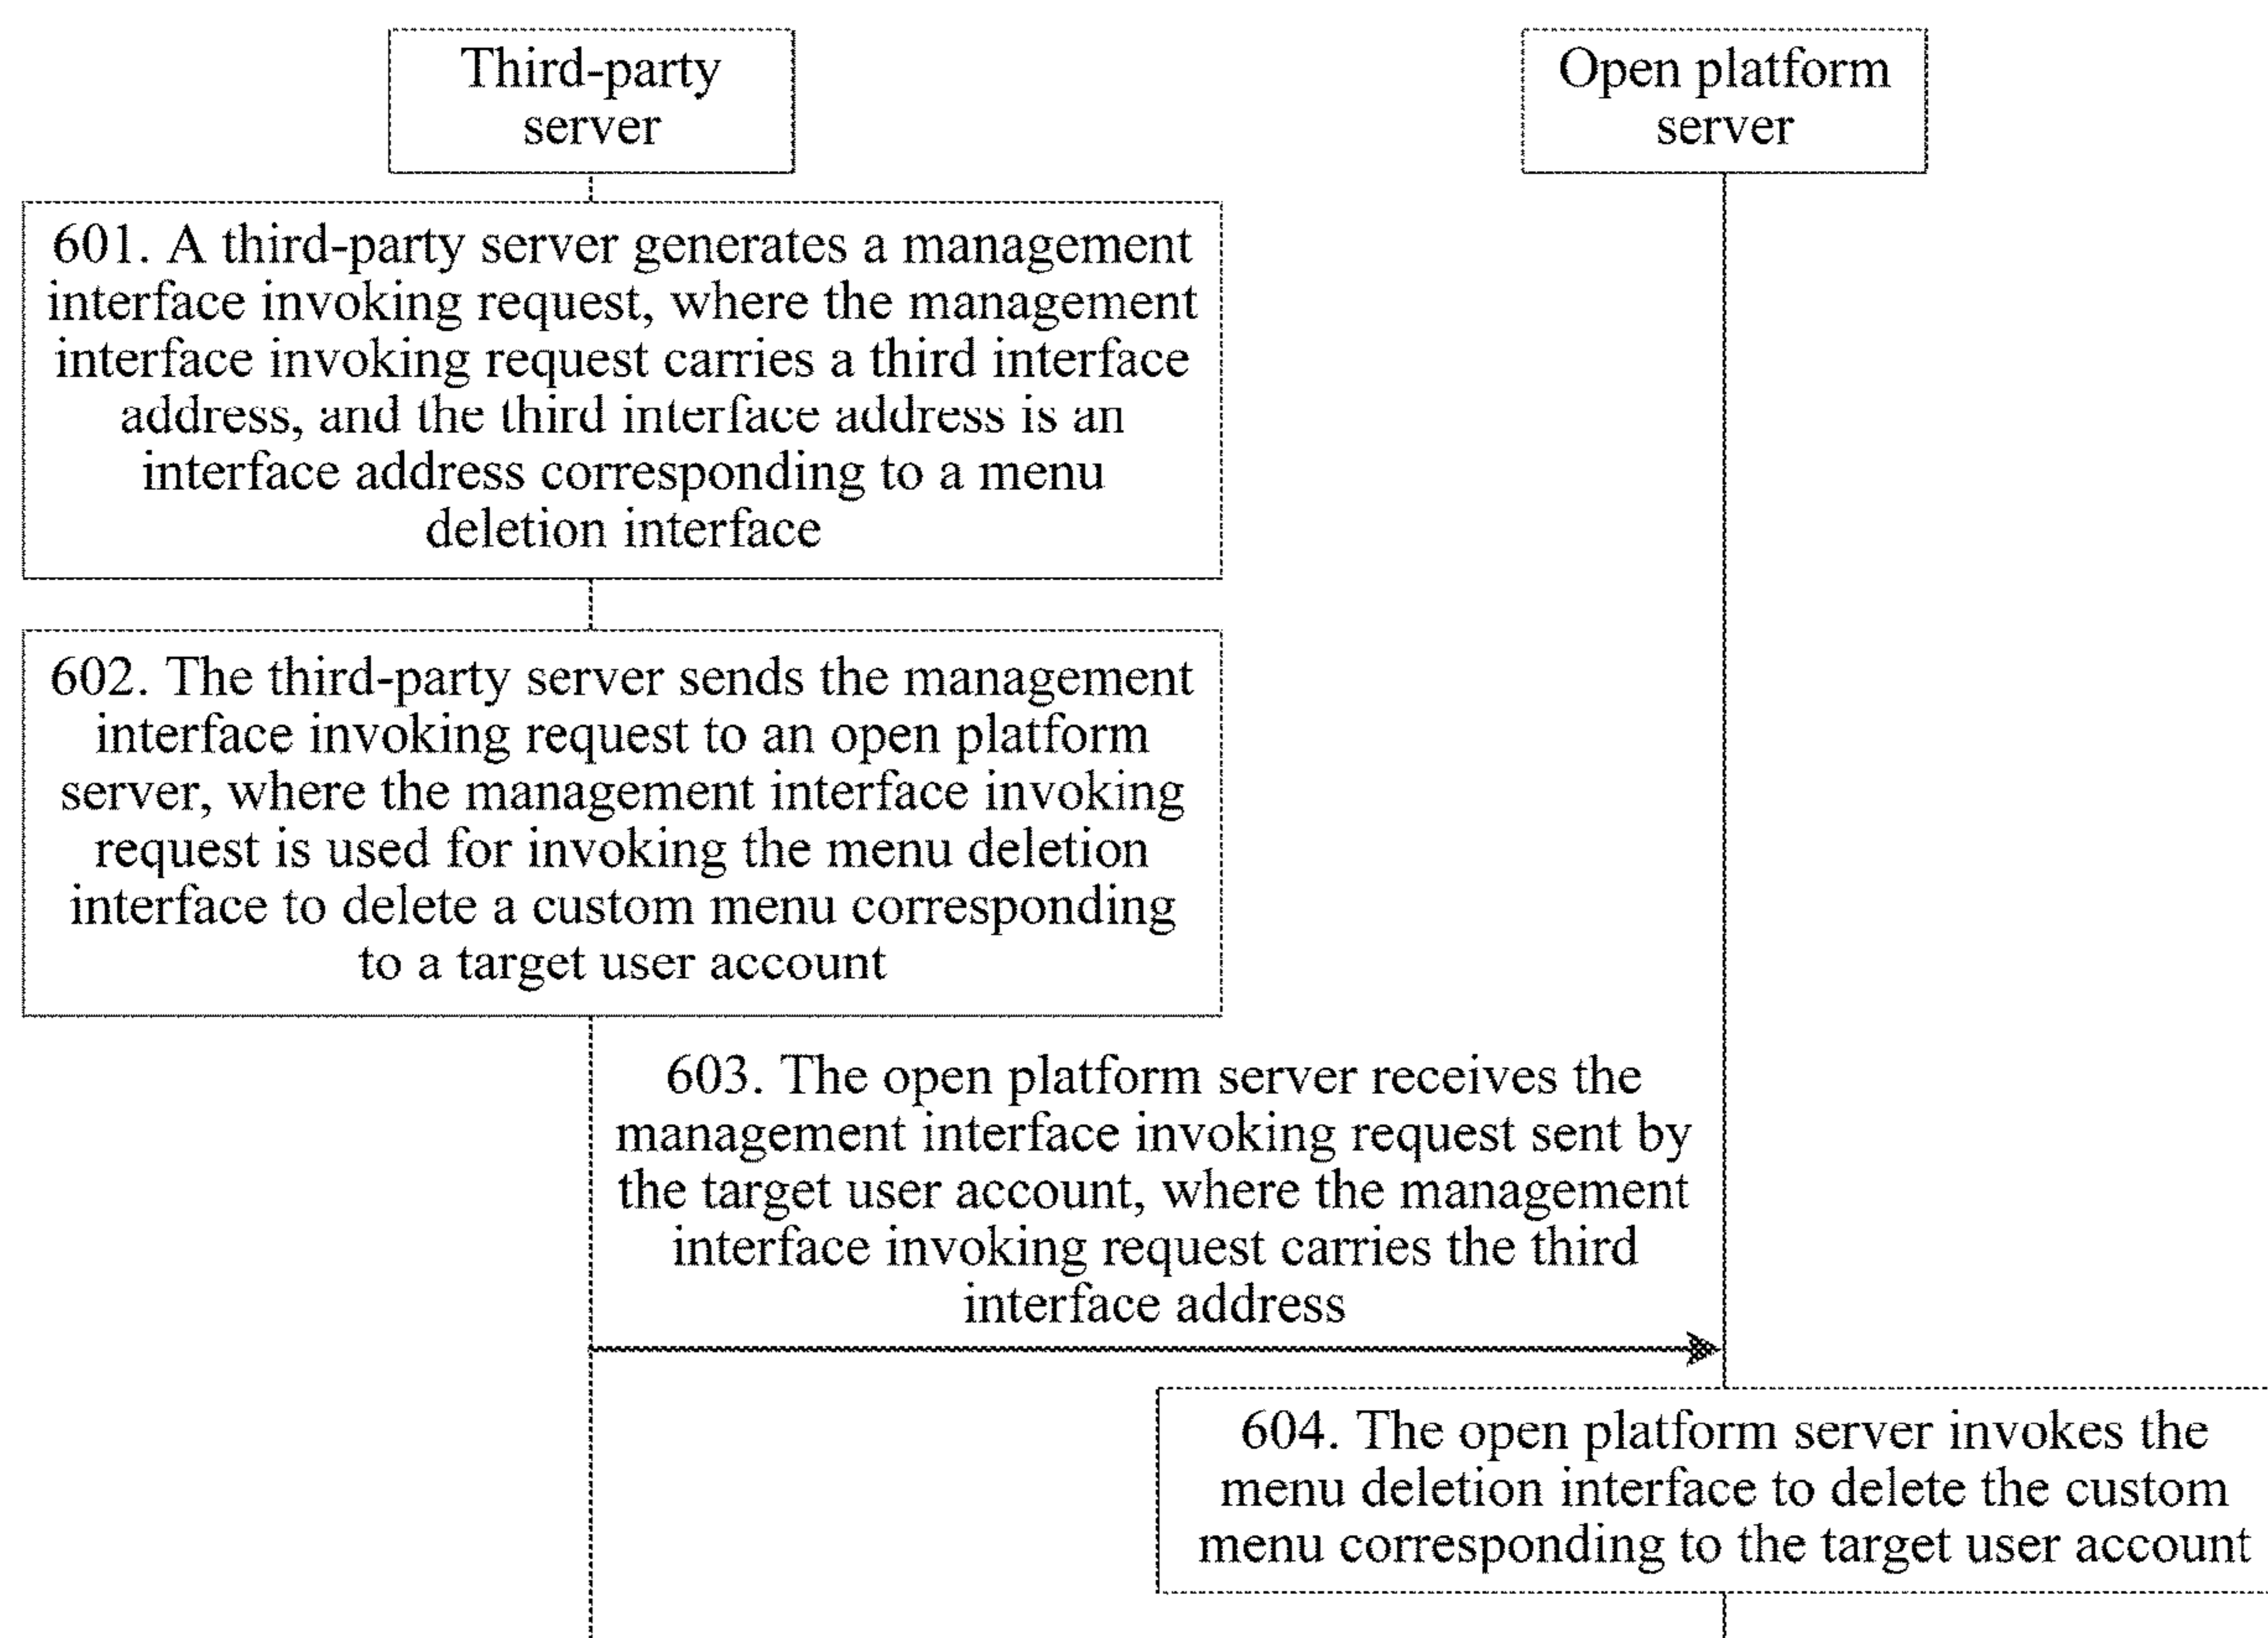 Third-party
server
Open platform
server
601. A third-party server generates a management
interface invoking request, where the management
interface invoking request carries a third interface
address, and the third interface address is an
interface address corresponding to a menu
deletion interface
602. The third-party server sends the management
interface invoking request to an open platform
server, where the management interface invoking
request is used for invoking the menu deletion
interface to delete a custom menu corresponding
to a target user account
603. The open platform server receives the
management interface invoking request sent by
the target user account, where the management
interface invoking request carries the third
interface address
604. The open platform server invokes the
menu deletion interface to delete the custom
menu corresponding to the target user account